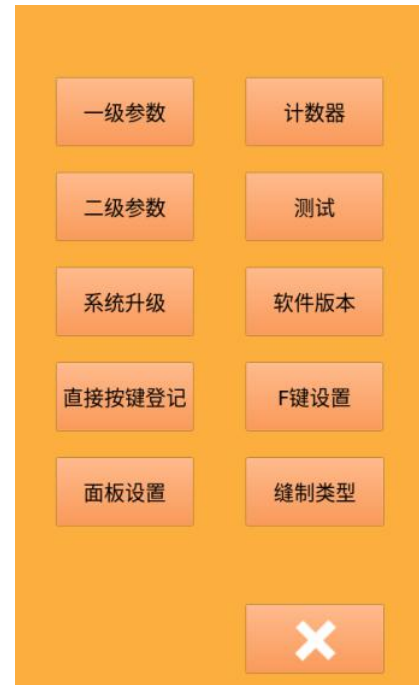 一级参数
计数器
二级参数
测试
系统升级
软件版本
直接按键登记
F键设置
面板设置
缝制类型